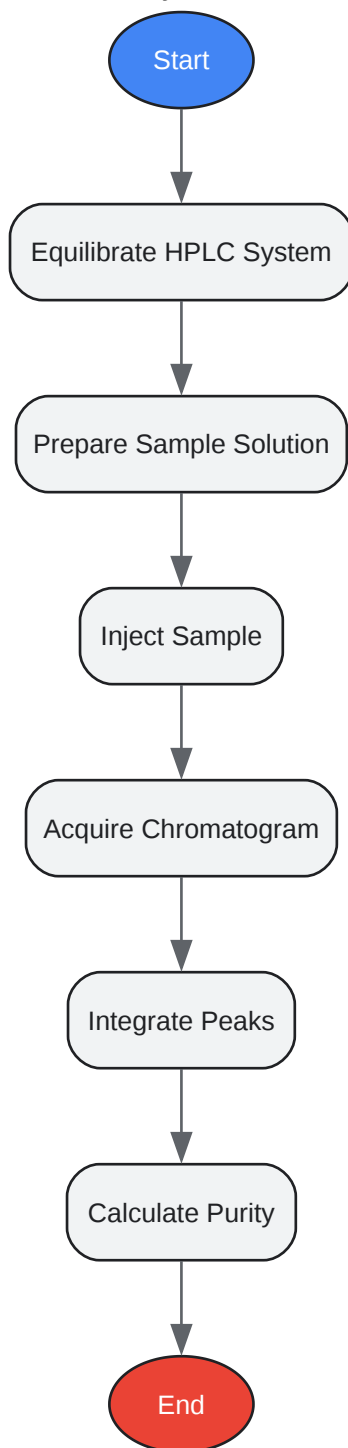 Start
Equilibrate HPLC System
Prepare Sample Solution
Inject Sample
Acquire Chromatogram
Integrate Peaks
Calculate Purity
End